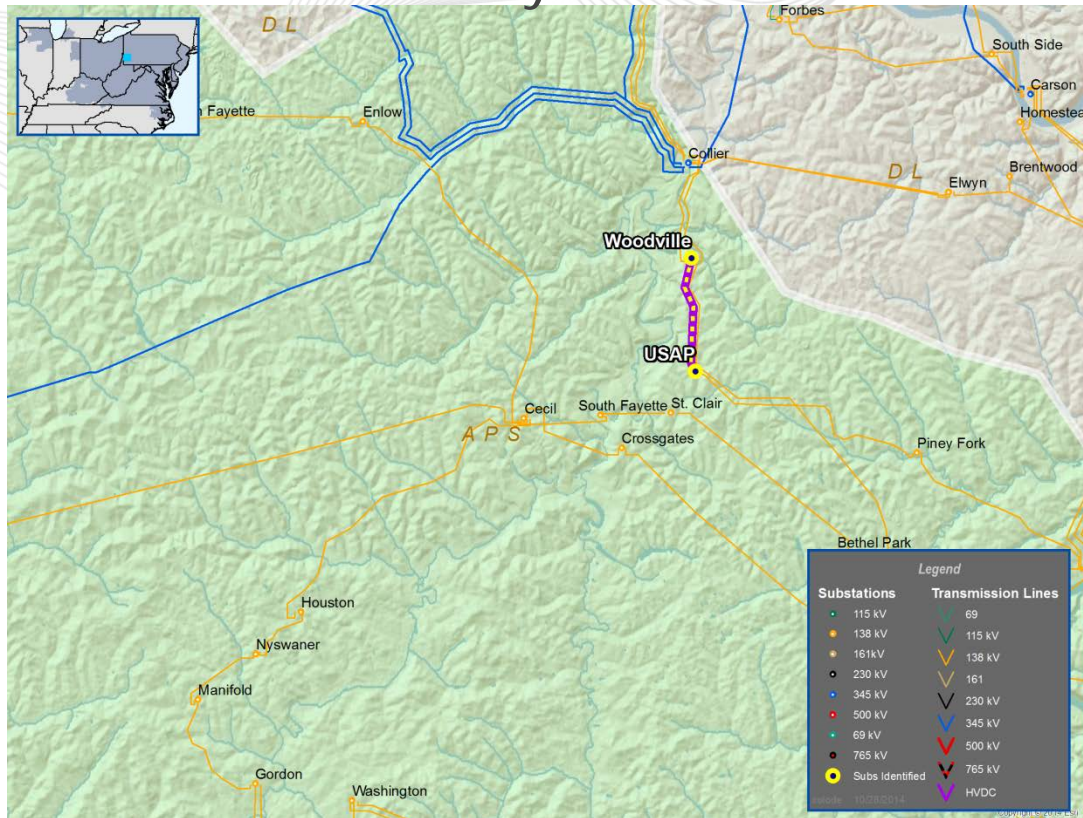 Forbes
D L
South Side
Carson
Homestea
Fayette
Enlow
Collier
Brentwood
D L
Elwyn
Woodville
USAP
Cecil
South Fayette
St. Clair
A P S
Crossgates
Piney Fork
Bethel Park
Houston
Nyswaner
Manifold
Gordon
Washington
Legend
Substations
115 kV
138 kV
161kV
230 kV
345 kV
500 kV
69 kV
765 kV
Subs Identified
Transmission Lines
69
115 kV
138 kV
161
230 kV
345 kV
500 kV
765 kV
HVDC
10/28/2014